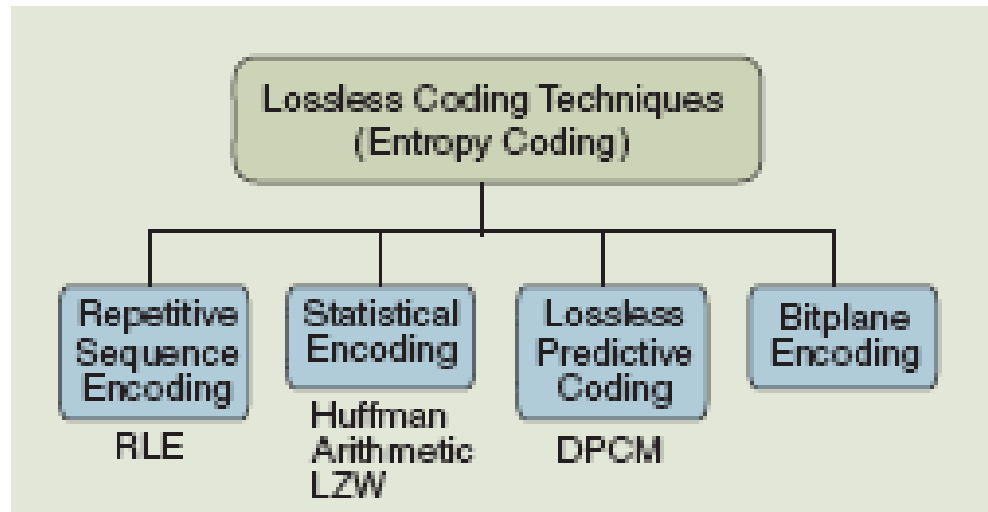 Lossless Coding Techniques
(Entropy Coding)
Repetitive
Sequence
Encoding
RLE
Statistical
Encoding
Huffman
Arithmetic
LZW
Lossless
Predictive
Coding
DPCM
Bitplane
Encoding